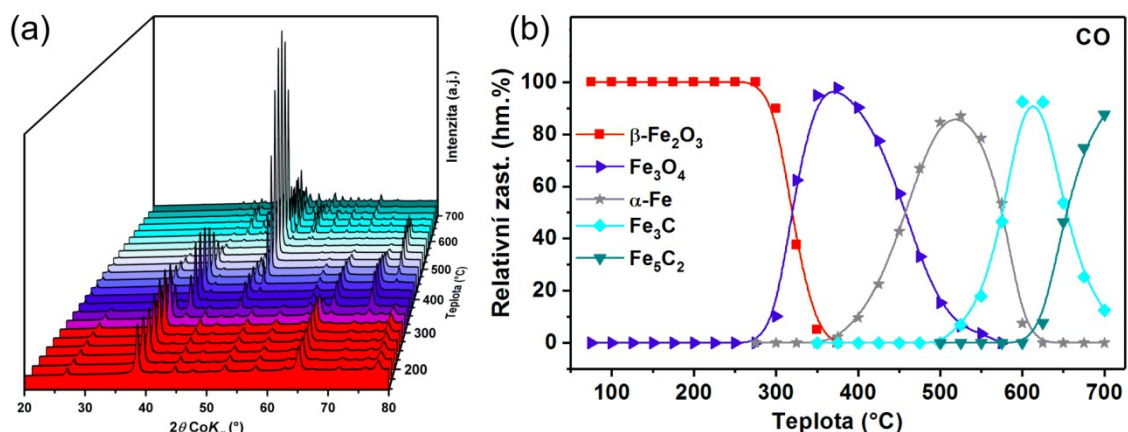 (a)
Intenzita (a.j.)
700
600
500
400
300
200
Teplota (°C)
20 30 40 50 60 70 80
2θ CoKα (°)
(b)
CO
Relativní zast. (hm.%)
100
80
60
40
20
0
β-Fe₂O₃
Fe₃O₄
α-Fe
Fe₃C
Fe₅C₂
100 200 300 400 500 600 700
Teplota (°C)